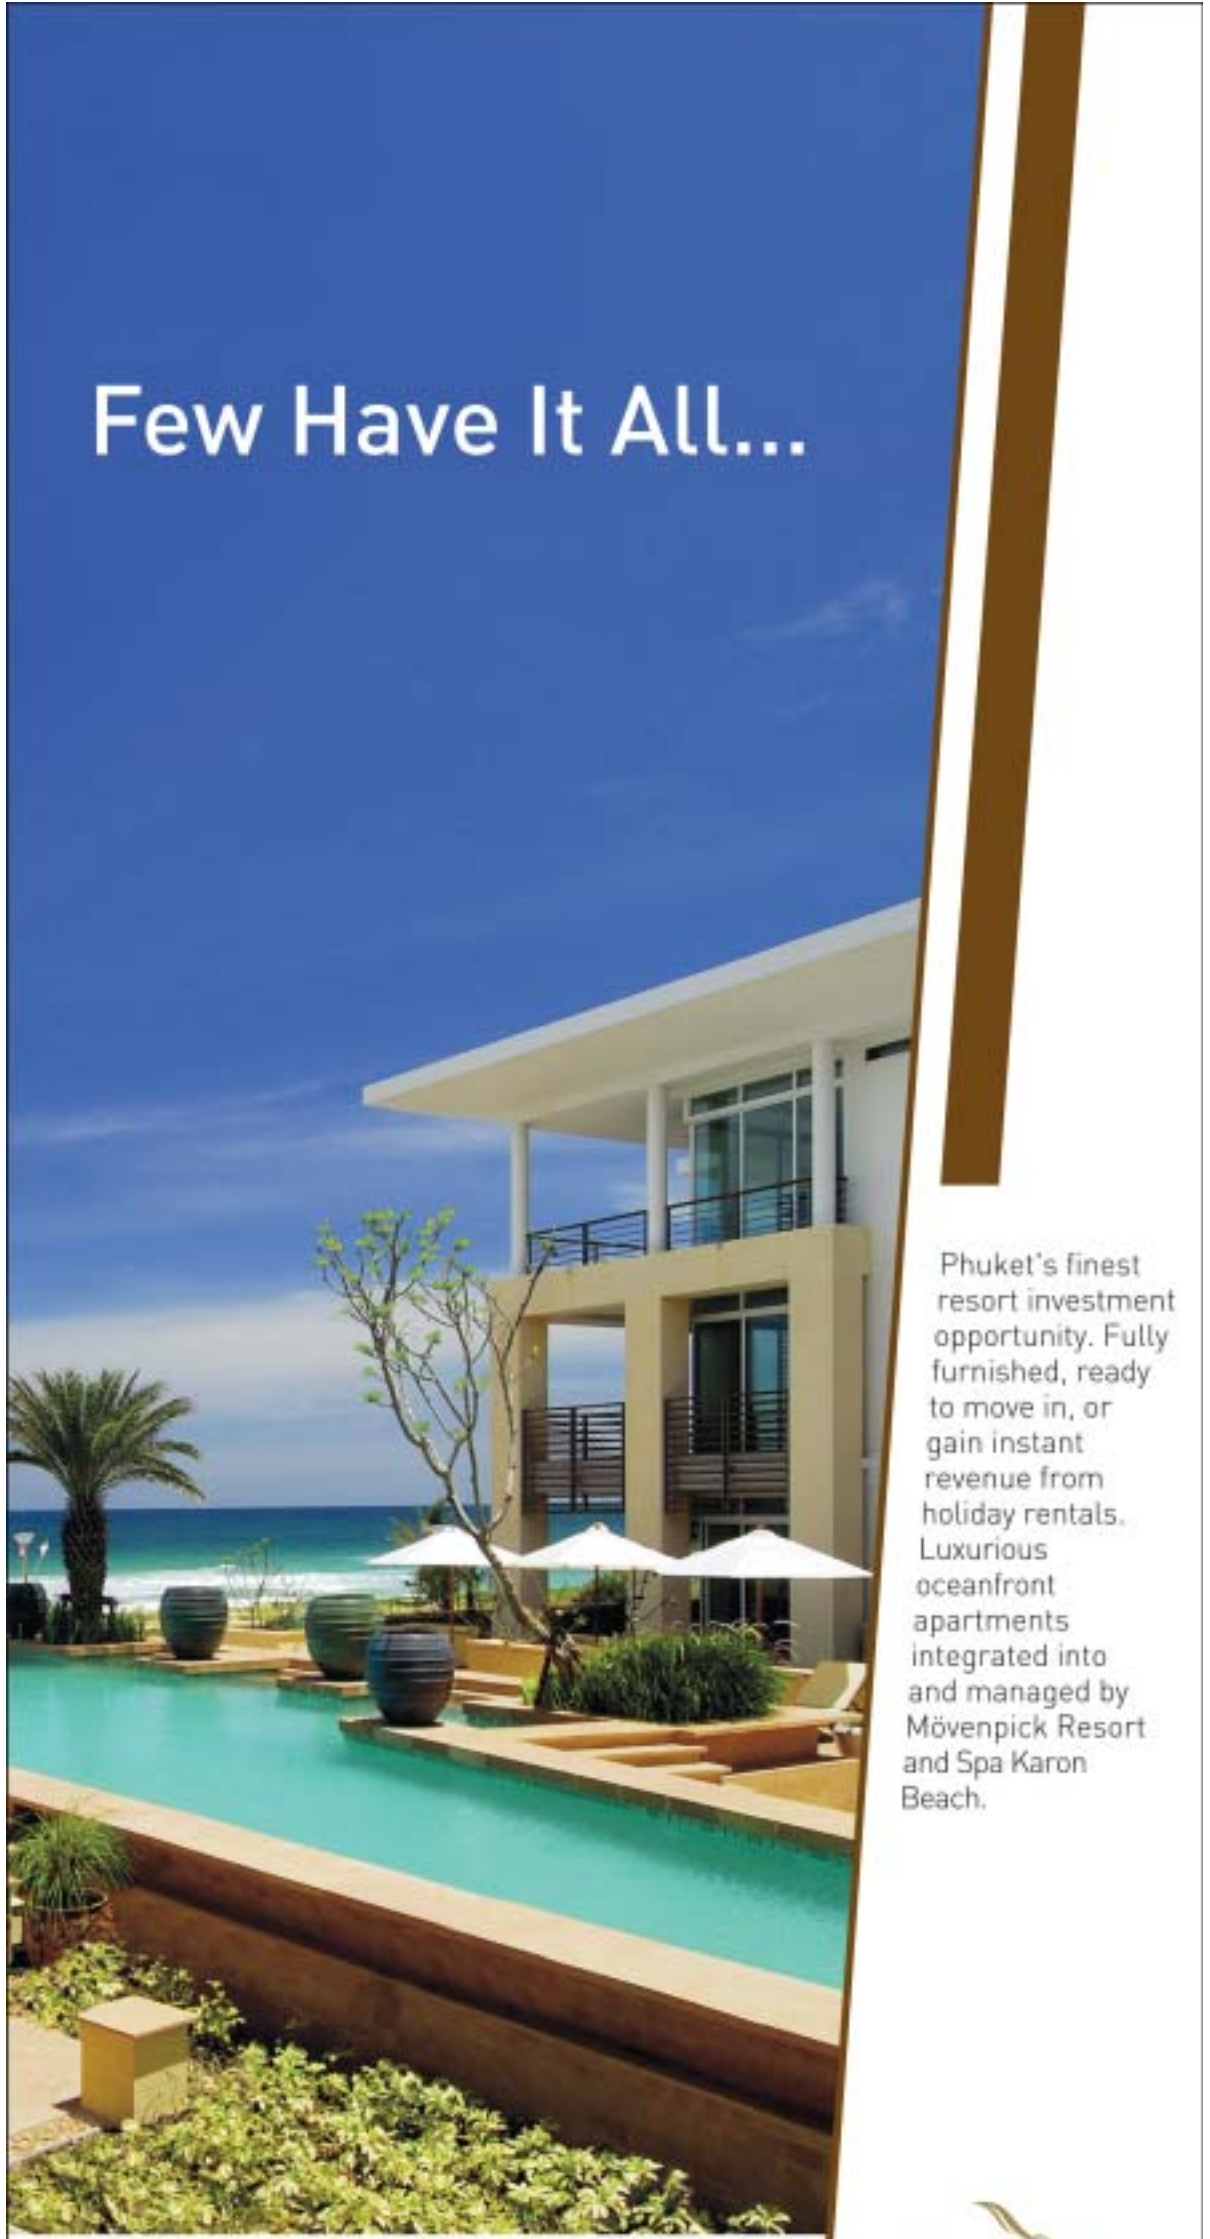 Few Have It All...
Phuket's finest
resort investment
opportunity. Fully
furnished, ready
to move in, or
gain instant
revenue from
holiday rentals.
Luxurious
oceanfront
apartments
integrated into
and managed by
Mövenpick Resort
and Spa Karon
Beach.